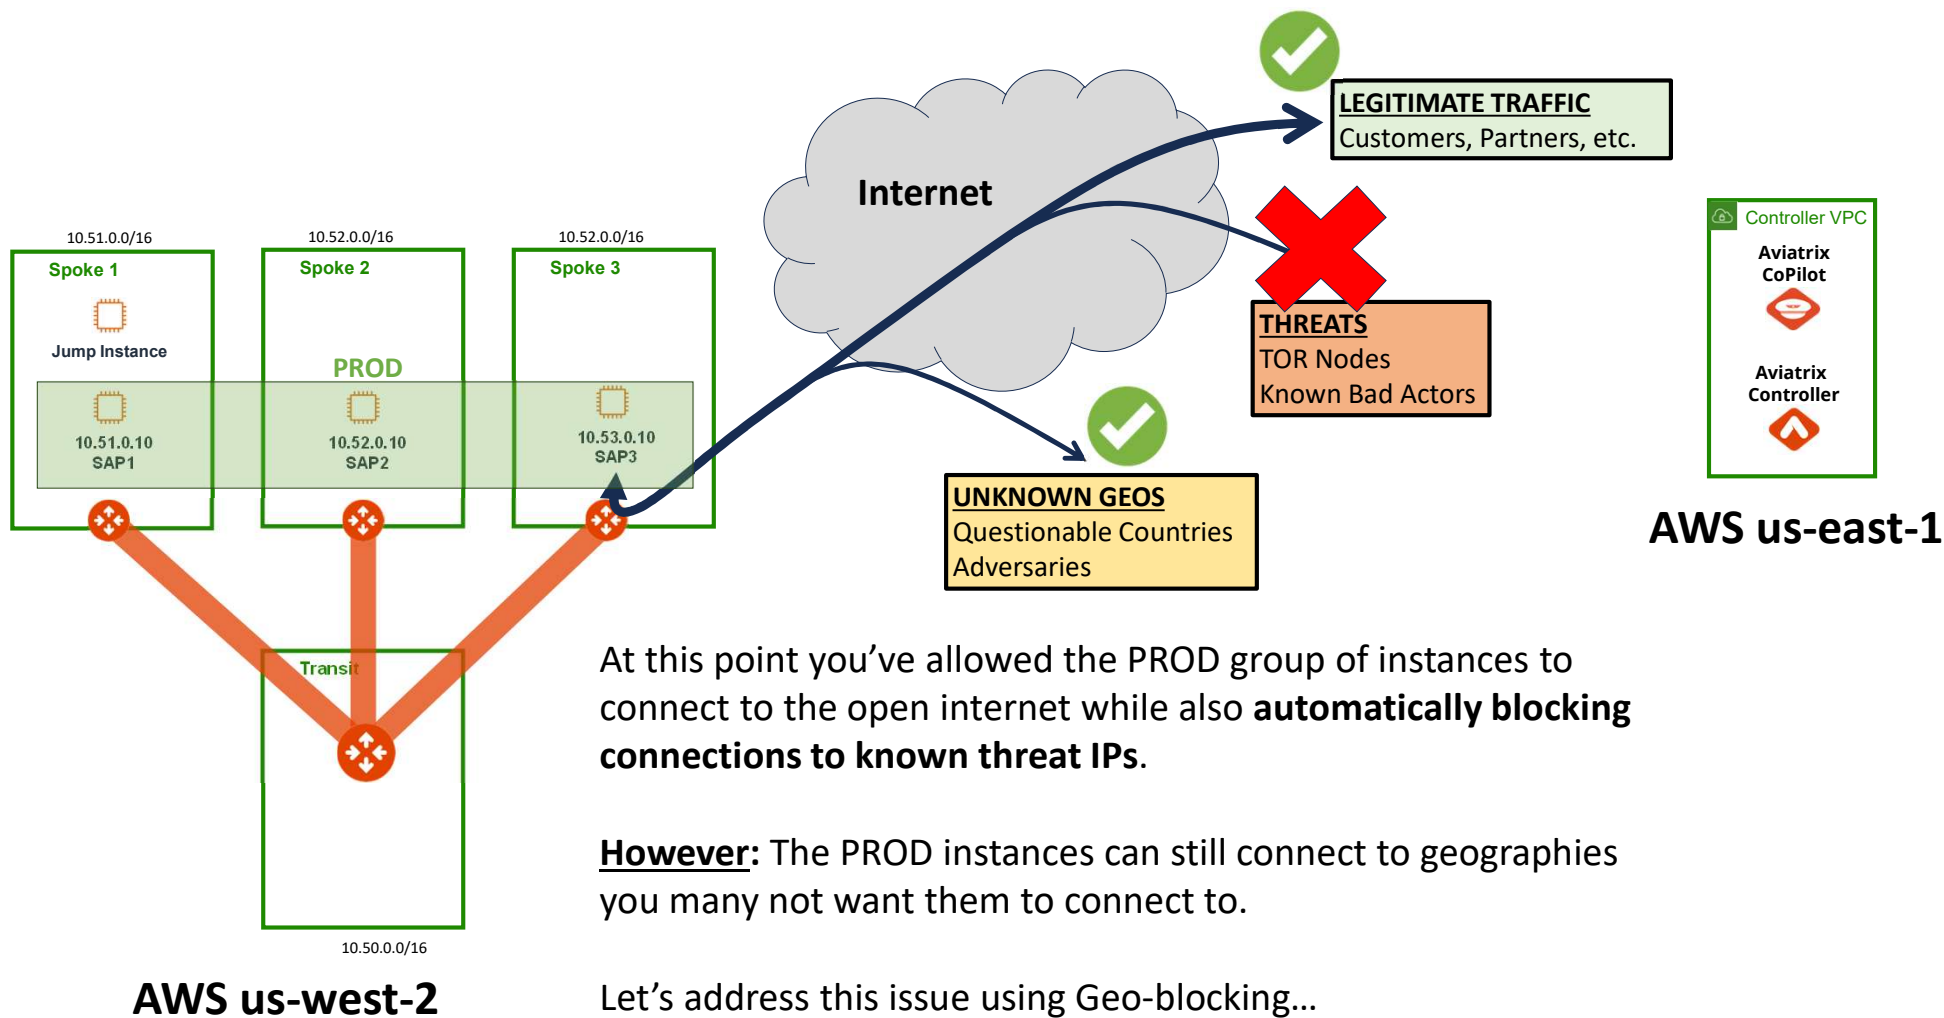 LEGITIMATE TRAFFIC
Customers, Partners, etc.
Internet
THREATS
TOR Nodes
Known Bad Actors
UNKNOWN GEOS
Questionable Countries
Adversaries
Controller VPC
Aviatrix
CoPilot
Aviatrix
Controller
AWS us-east-1
10.51.0.0/16
10.52.0.0/16
10.52.0.0/16
Spoke 1
Spoke 2
Spoke 3
Jump Instance
PROD
10.51.0.10
SAP1
10.52.0.10
SAP2
10.53.0.10
SAP3
Transit
10.50.0.0/16
AWS us-west-2
At this point you’ve allowed the PROD group of instances to
connect to the open internet while also automatically blocking
connections to known threat IPs.
However: The PROD instances can still connect to geographies
you many not want them to connect to.
Let’s address this issue using Geo-blocking…